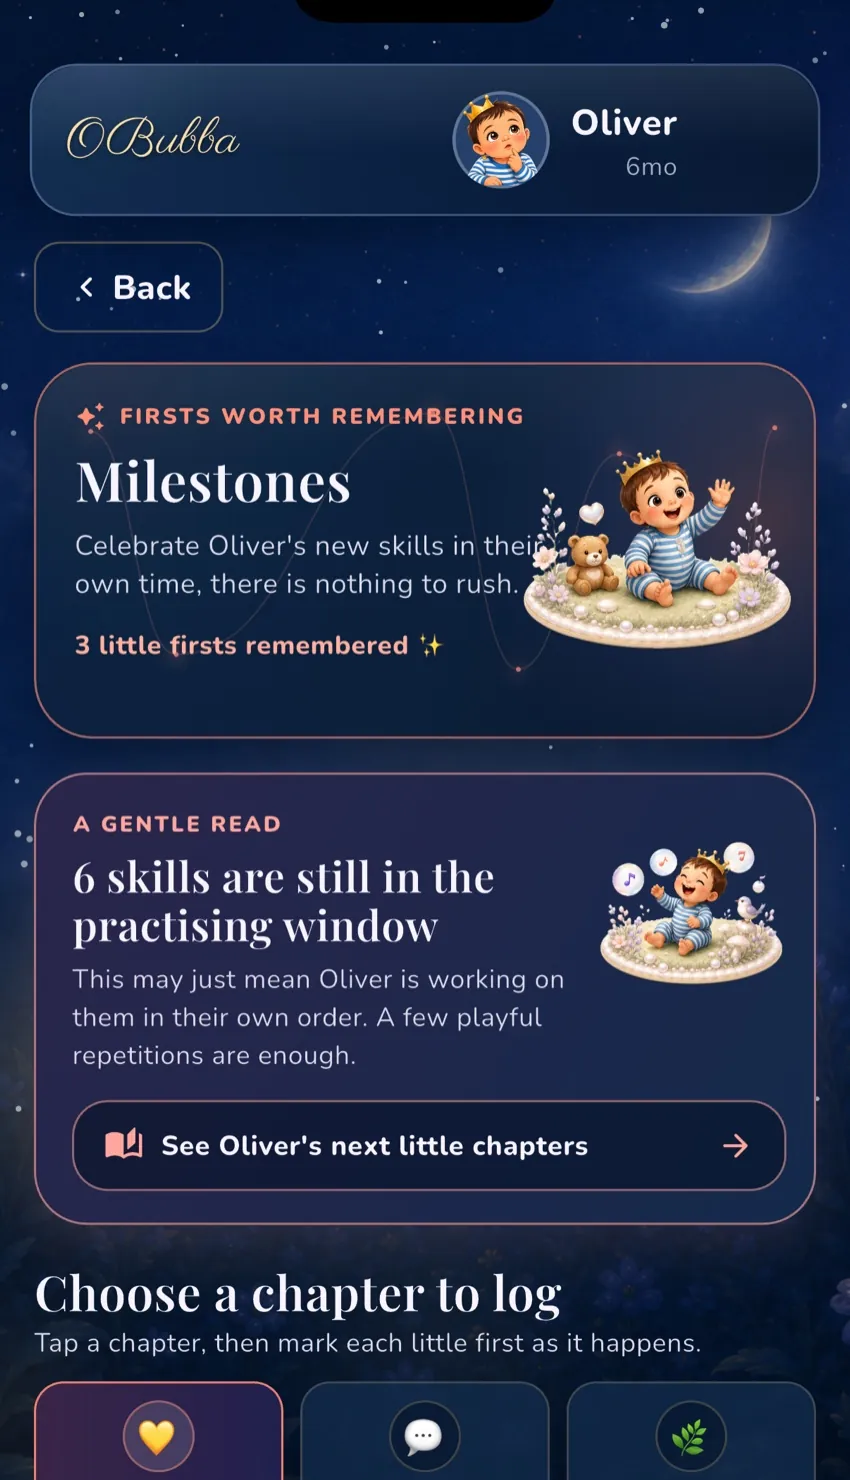 OBubba
Oliver
6mo
Back
FIRSTS WORTH REMEMBERING
Milestones
Celebrate Oliver's new skills in their
own time, there is nothing to rush.
3 little firsts remembered ✨
A GENTLE READ
6 skills are still in the
practising window
This may just mean Oliver is working on
them in their own order. A few playful
repetitions are enough.
See Oliver's next little chapters
Choose a chapter to log
Tap a chapter, then mark each little first as it happens.